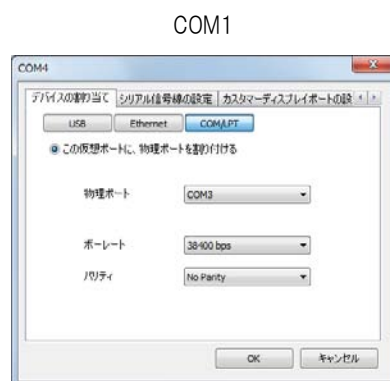 COM1
COM4
デバイスの割り当て シリアル信号線の設定 カスタマーディスプレイポートの設
USB Ethernet COM/LPT
この仮想ポートに、物理ポートを割り付ける
物理ポート COM3
ボーレート 38400 bps
パリティ No Parity
OK キャンセル